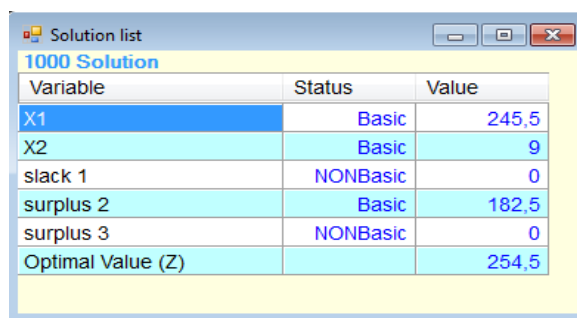 Solution list
1000 Solution
Variable Status Value
X1 Basic 245,5
X2 Basic 9
slack 1 NONBasic 0
surplus 2 Basic 182,5
surplus 3 NONBasic 0
Optimal Value (Z) 254,5